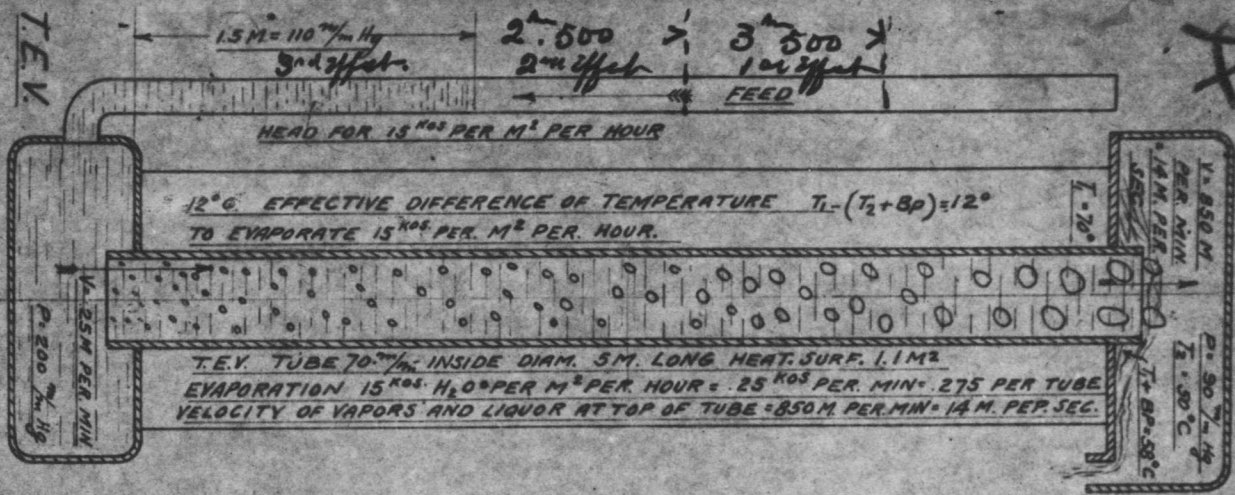 T.E.V.
1.5 M = 110 m/m Hg
3rd effect
2 m. 500
2nd effect
3 m 500
1st effect
FEED
HEAD FOR 15 KOS PER M² PER HOUR
12° C. EFFECTIVE DIFFERENCE OF TEMPERATURE T₁-(T₂+BP)=12°
TO EVAPORATE 15 KOS. PER M² PER. HOUR.
V=.25 M PER. MIN
P=200 m/m Hg
T₁=70°
V=850 M
PER. MIN
=14 M. PER.
SEC.
P=90 m/m Hg
T₂=50°C
T+BP=58°C
T.E.V. TUBE 70 m/m INSIDE DIAM. 5 M. LONG HEAT. SURF. 1.1 M²
EVAPORATION 15 KOS. H₂O PER M² PER HOUR = .25 KOS PER. MIN = .275 PER TUBE
VELOCITY OF VAPORS AND LIQUOR AT TOP OF TUBE = 850 M. PER. MIN = 14 M. PEP. SEC.